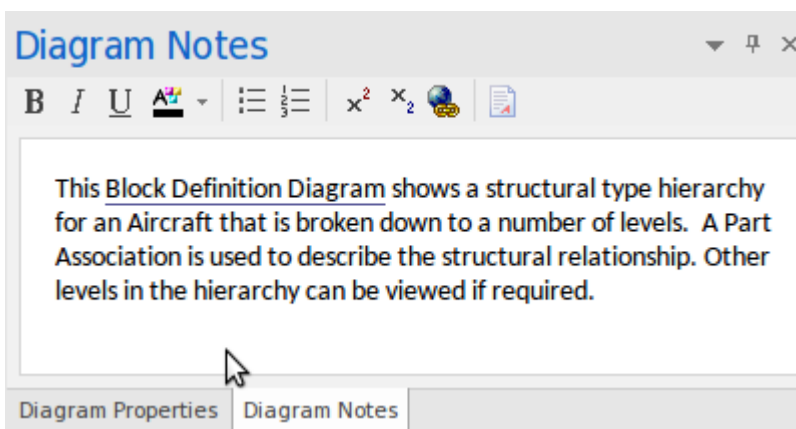 Diagram Notes
B I U A x² x₂
This Block Definition Diagram shows a structural type hierarchy
for an Aircraft that is broken down to a number of levels.  A Part
Association is used to describe the structural relationship. Other
levels in the hierarchy can be viewed if required.
Diagram Properties Diagram Notes